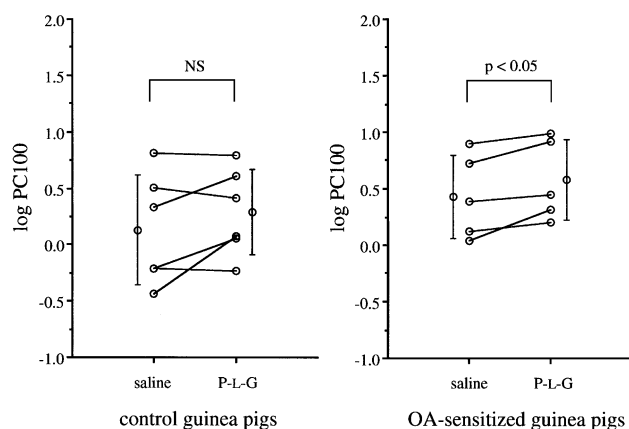 2.0
1.5
1.0
0.5
0.0
-0.5
-1.0
log PC100
NS
saline
P-L-G
control guinea pigs
2.0
1.5
1.0
0.5
0.0
-0.5
-1.0
log PC100
p < 0.05
saline
P-L-G
OA-sensitized guinea pigs